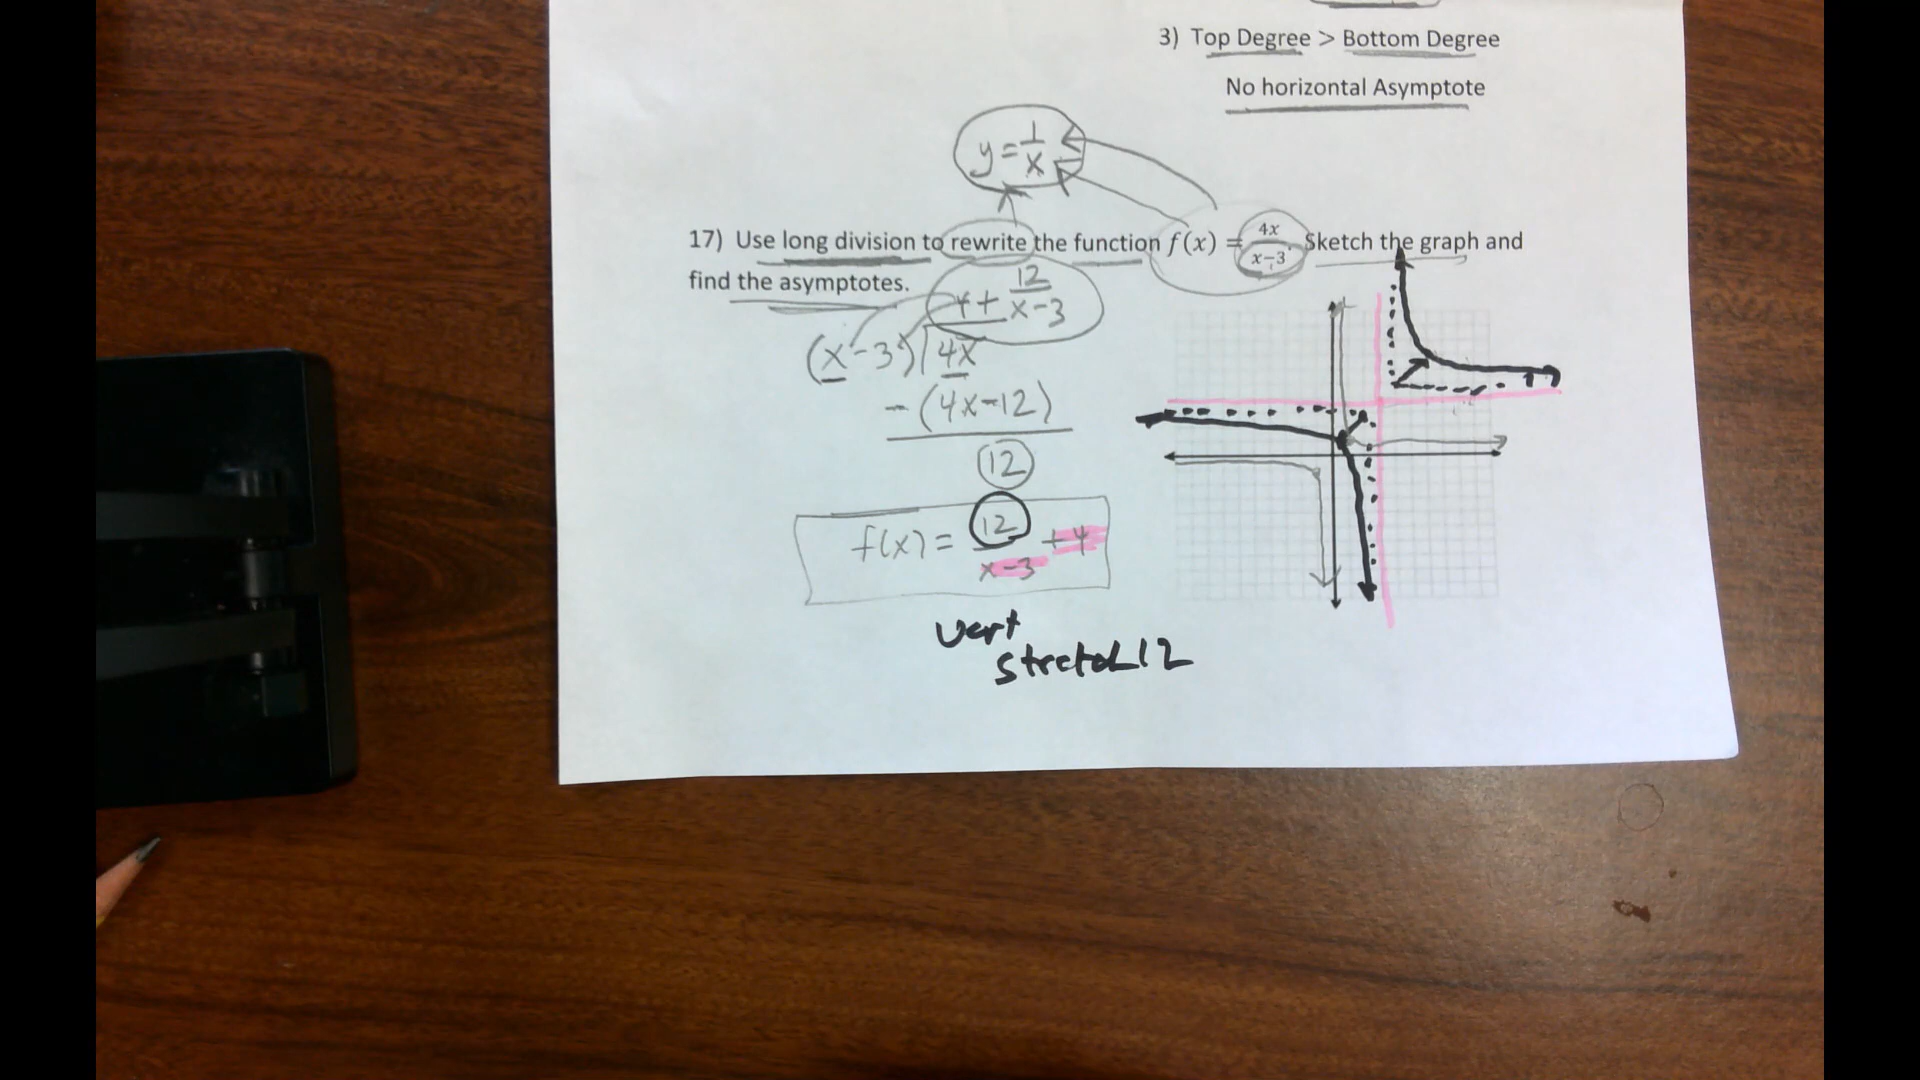 3) Top Degree > Bottom Degree
No horizontal Asymptote
y = 1/x
17) Use long division to rewrite the function f(x) = 4x/x−3. Sketch the graph and
find the asymptotes.
4 + 12/x−3
(x−3) 4x
−(4x−12)
12
f(x) = 12/x−3 +4
Vert
Stretch 12